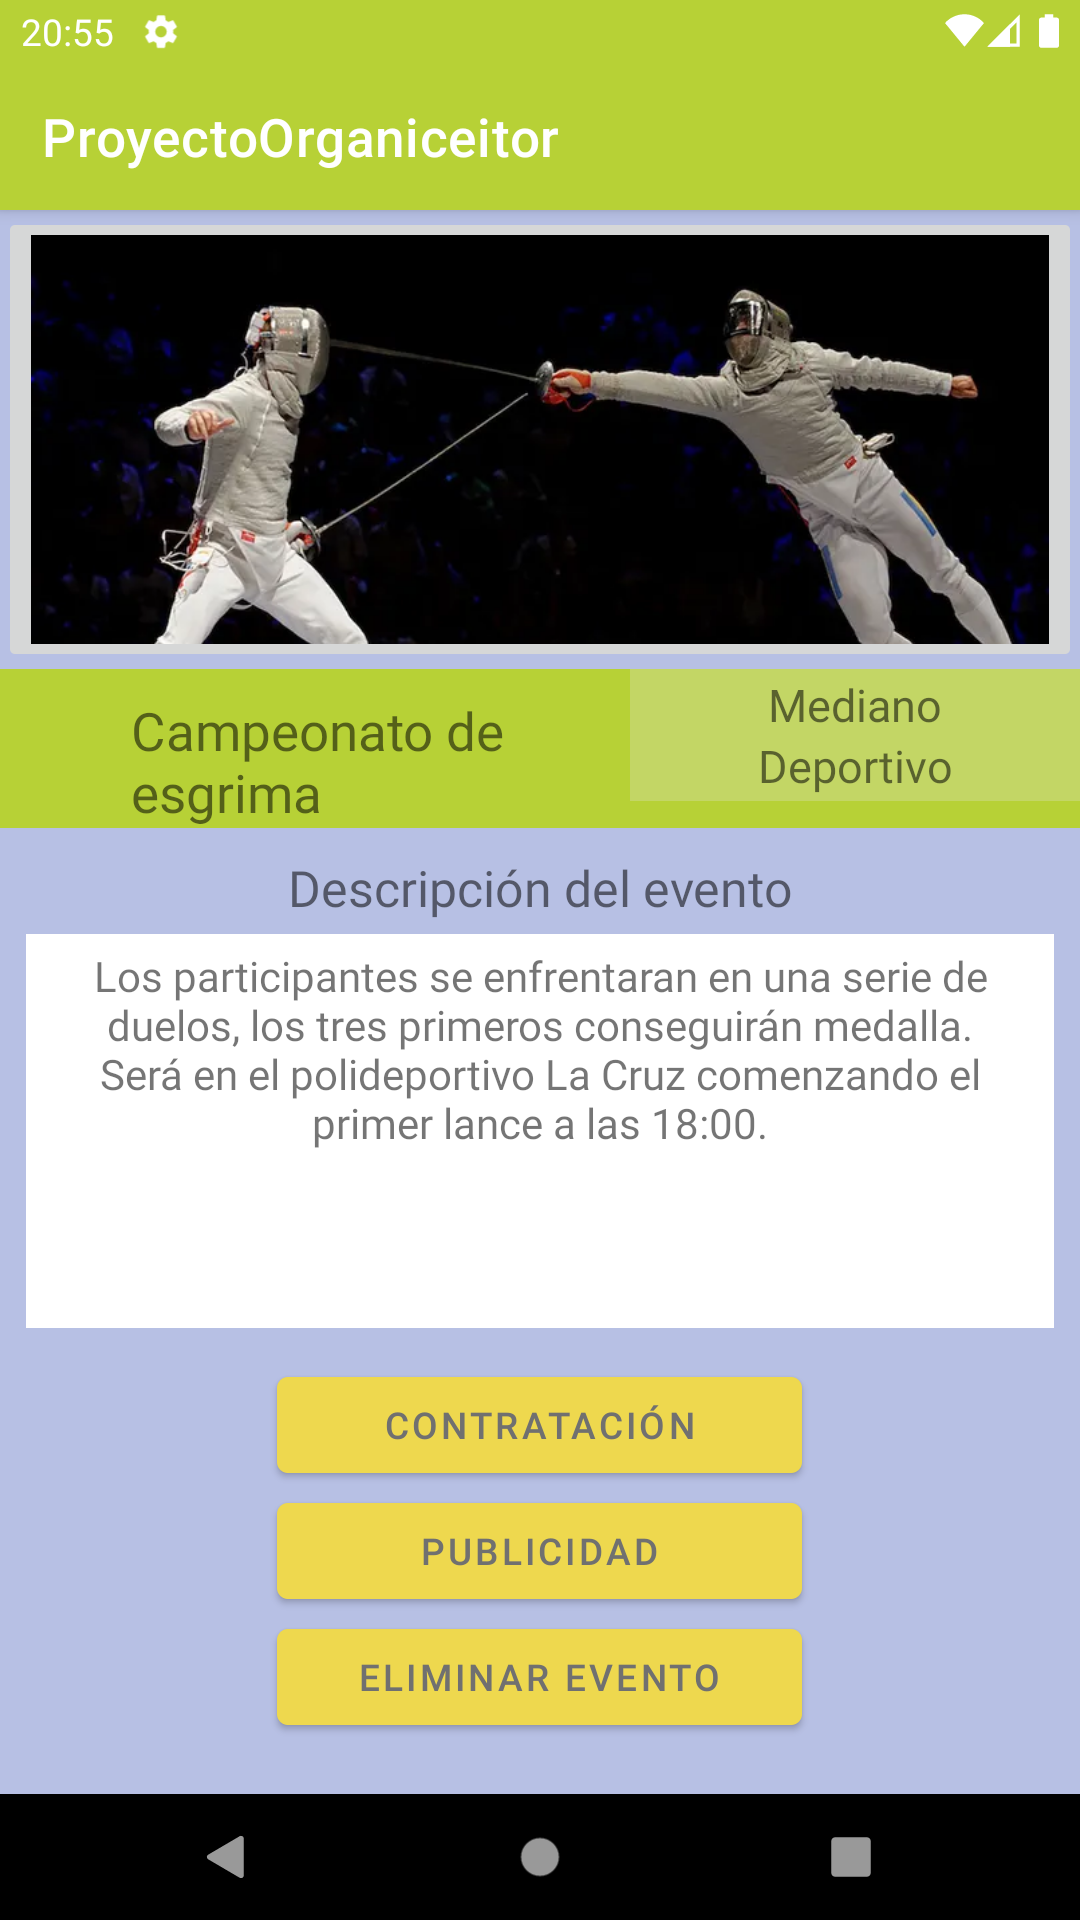 20:55
ProyectoOrganiceitor
Campeonato de
esgrima
Mediano
Deportivo
Descripción del evento
Los participantes se enfrentaran en una serie de
duelos, los tres primeros conseguirán medalla.
Será en el polideportivo La Cruz comenzando el
primer lance a las 18:00.
CONTRATACIÓN
PUBLICIDAD
ELIMINAR EVENTO